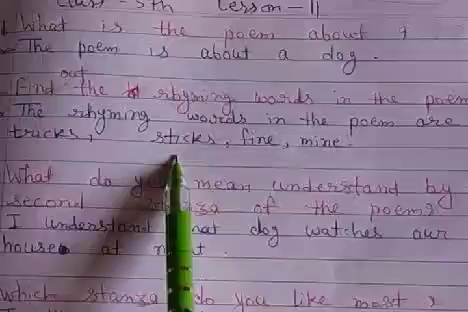 Class - 5th Lesson - 11
What is the poem about ?
The poem is about a dog.
Find out the rhyming words in the poem
The rhyming words in the poem are
tricks, sticks, fine, mine.
What do you mean understand by
second of the poem?
I understand dog watches our
house at
which stanza do you like most ?